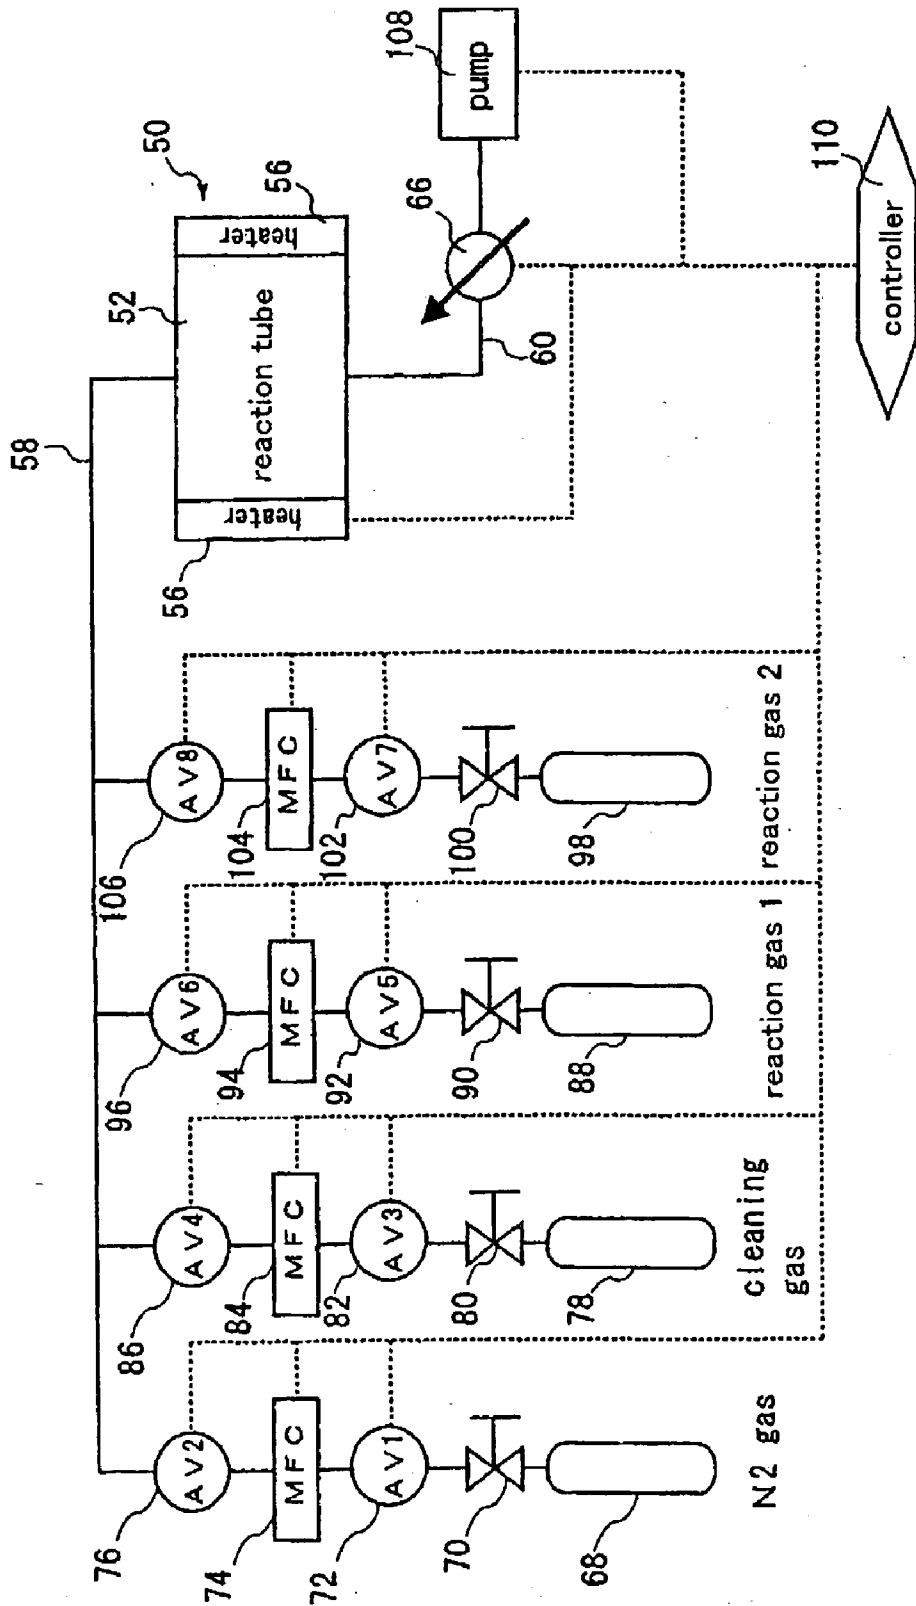 58
76
86
96
106
50
AV2
AV4
AV6
AV8
56
52
56
heater
reaction tube
heater
74
84
94
104
MFC
MFC
MFC
MFC
72
82
92
102
AV1
AV3
AV5
AV7
108
pump
66
60
70
80
90
100
68
78
88
98
N2 gas
cleaning
gas
reaction gas 1
reaction gas 2
110
controller